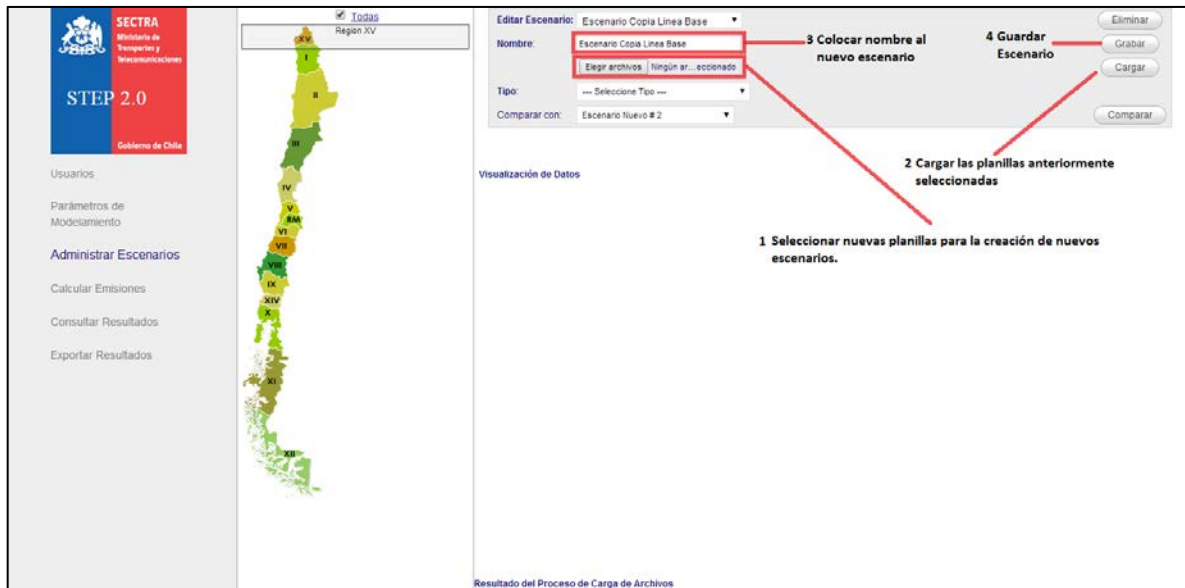 SECTRA
Ministerio de
Transportes y
Telecomunicaciones
STEP 2.0
Gobierno de Chile
Usuarios
Parámetros de
Modelamiento
Administrar Escenarios
Calcular Emisiones
Consultar Resultados
Exportar Resultados
Todas
Region XV
XV
I
II
III
IV
V
RM
VI
VII
VIII
IX
XIV
X
XI
XII
Editar Escenario: Escenario Copia Linea Base
Eliminar
Nombre: Escenario Copia Linea Base
Grabar
Elegir archivos Ningún ar...eccionado
Cargar
Tipo: --- Seleccione Tipo ---
Comparar con: Escenario Nuevo # 2
Comparar
3 Colocar nombre al
nuevo escenario
4 Guardar
Escenario
2 Cargar las planillas anteriormente
seleccionadas
Visualización de Datos
1 Seleccionar nuevas planillas para la creación de nuevos
escenarios.
Resultado del Proceso de Carga de Archivos